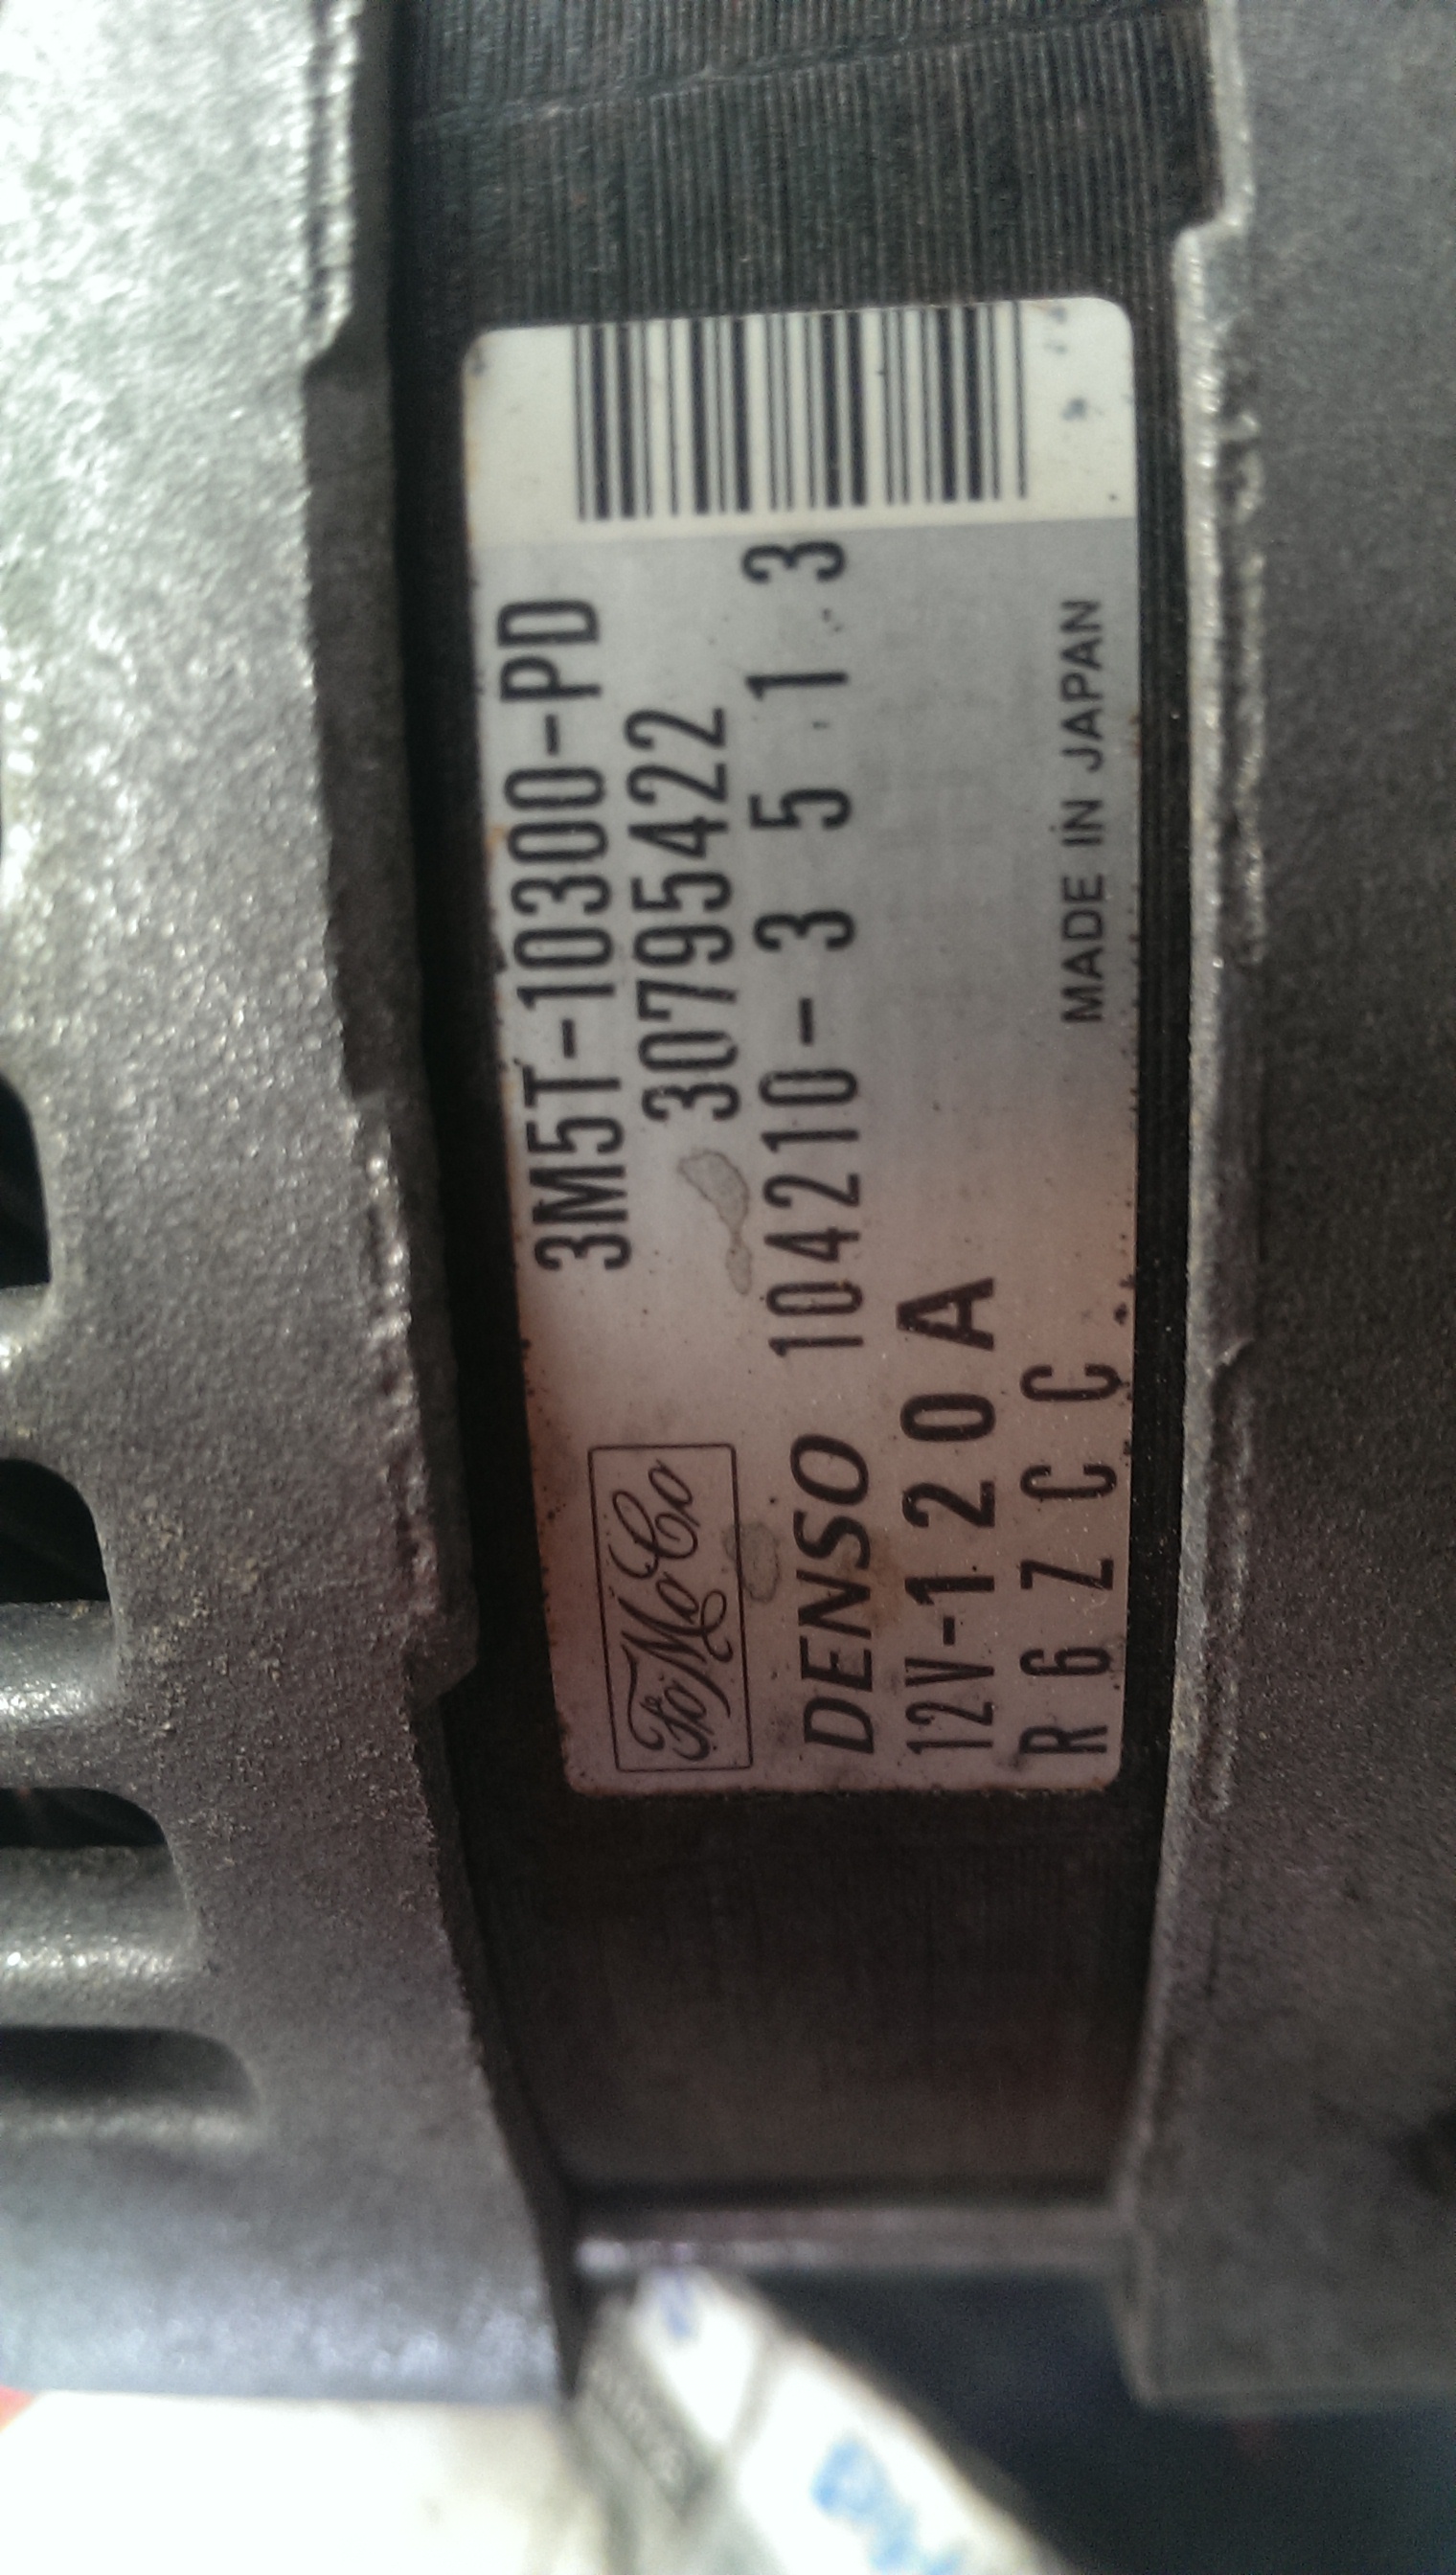 3M5T-10300-PD
FoMoCo 30795422
DENSO 104210-3513
12V-120A
R6ZCC MADE IN JAPAN